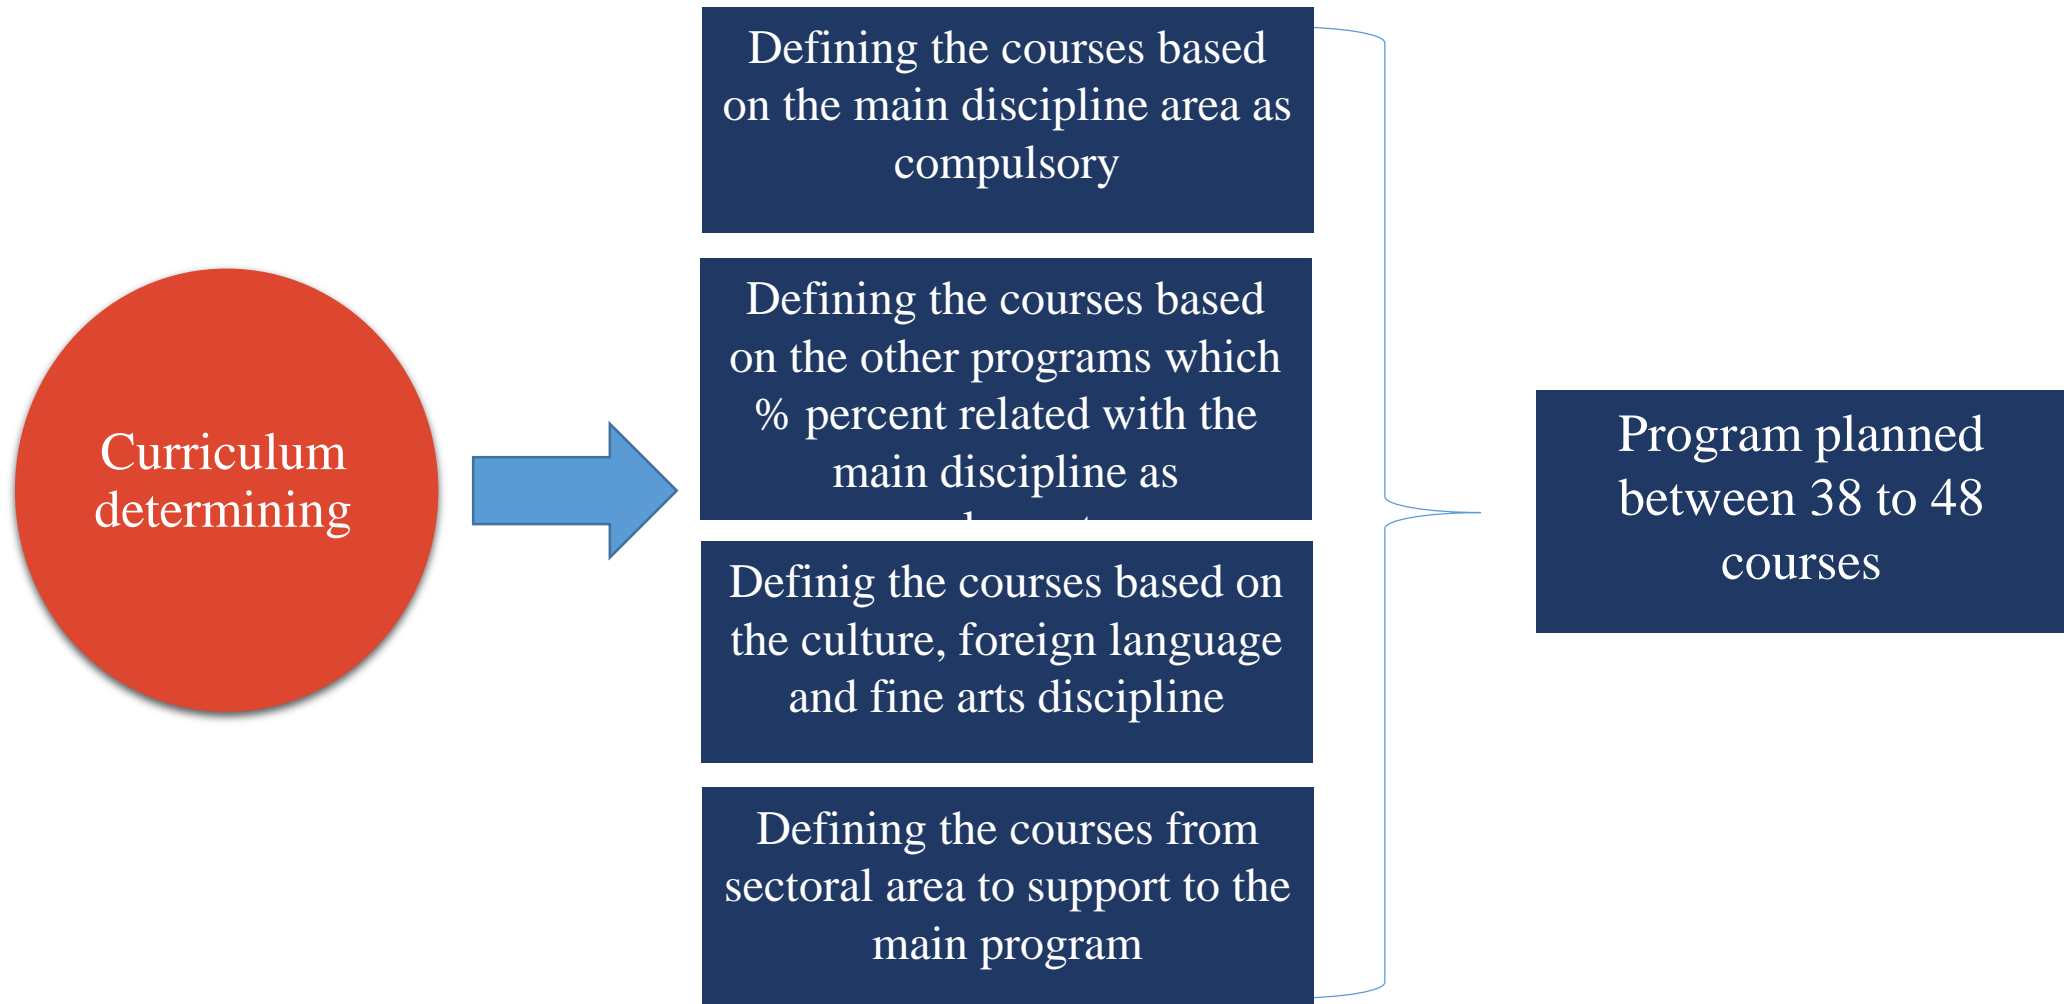 Curriculum
determining
Defining the courses based
on the main discipline area as
compulsory
Defining the courses based
on the other programs which
% percent related with the
main discipline as
Definig the courses based on
the culture, foreign language
and fine arts discipline
Defining the courses from
sectoral area to support to the
main program
Program planned
between 38 to 48
courses